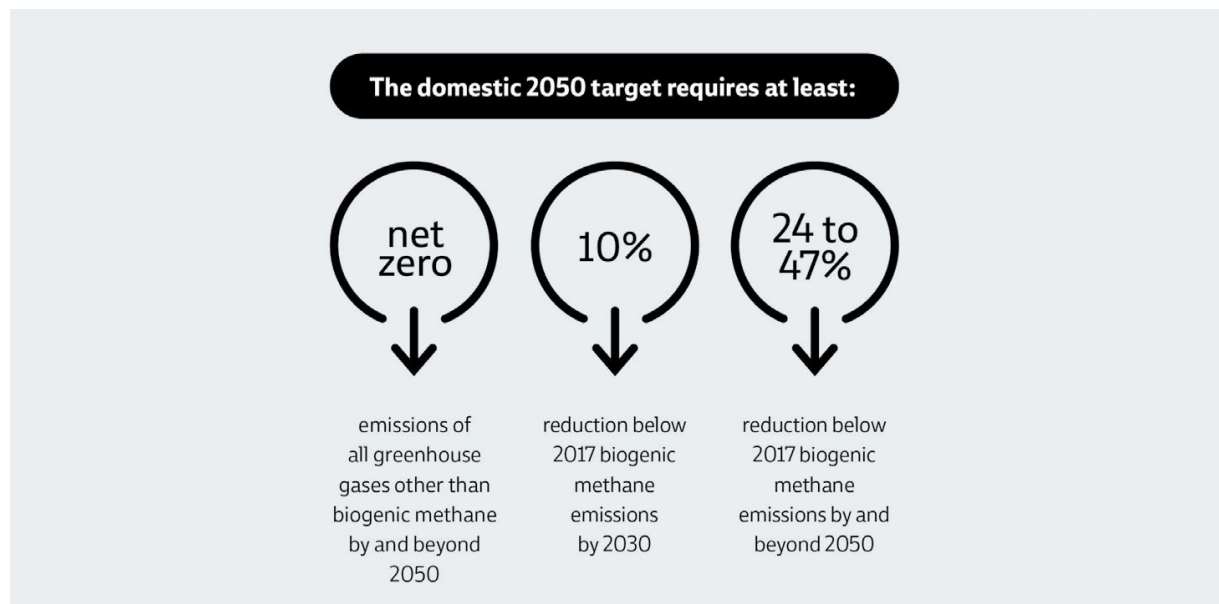 The domestic 2050 target requires at least:
net
zero
10%
24 to
47%
emissions of
all greenhouse
gases other than
biogenic methane
by and beyond
2050
reduction below
2017 biogenic
methane
emissions
by 2030
reduction below
2017 biogenic
methane
emissions by and
beyond 2050